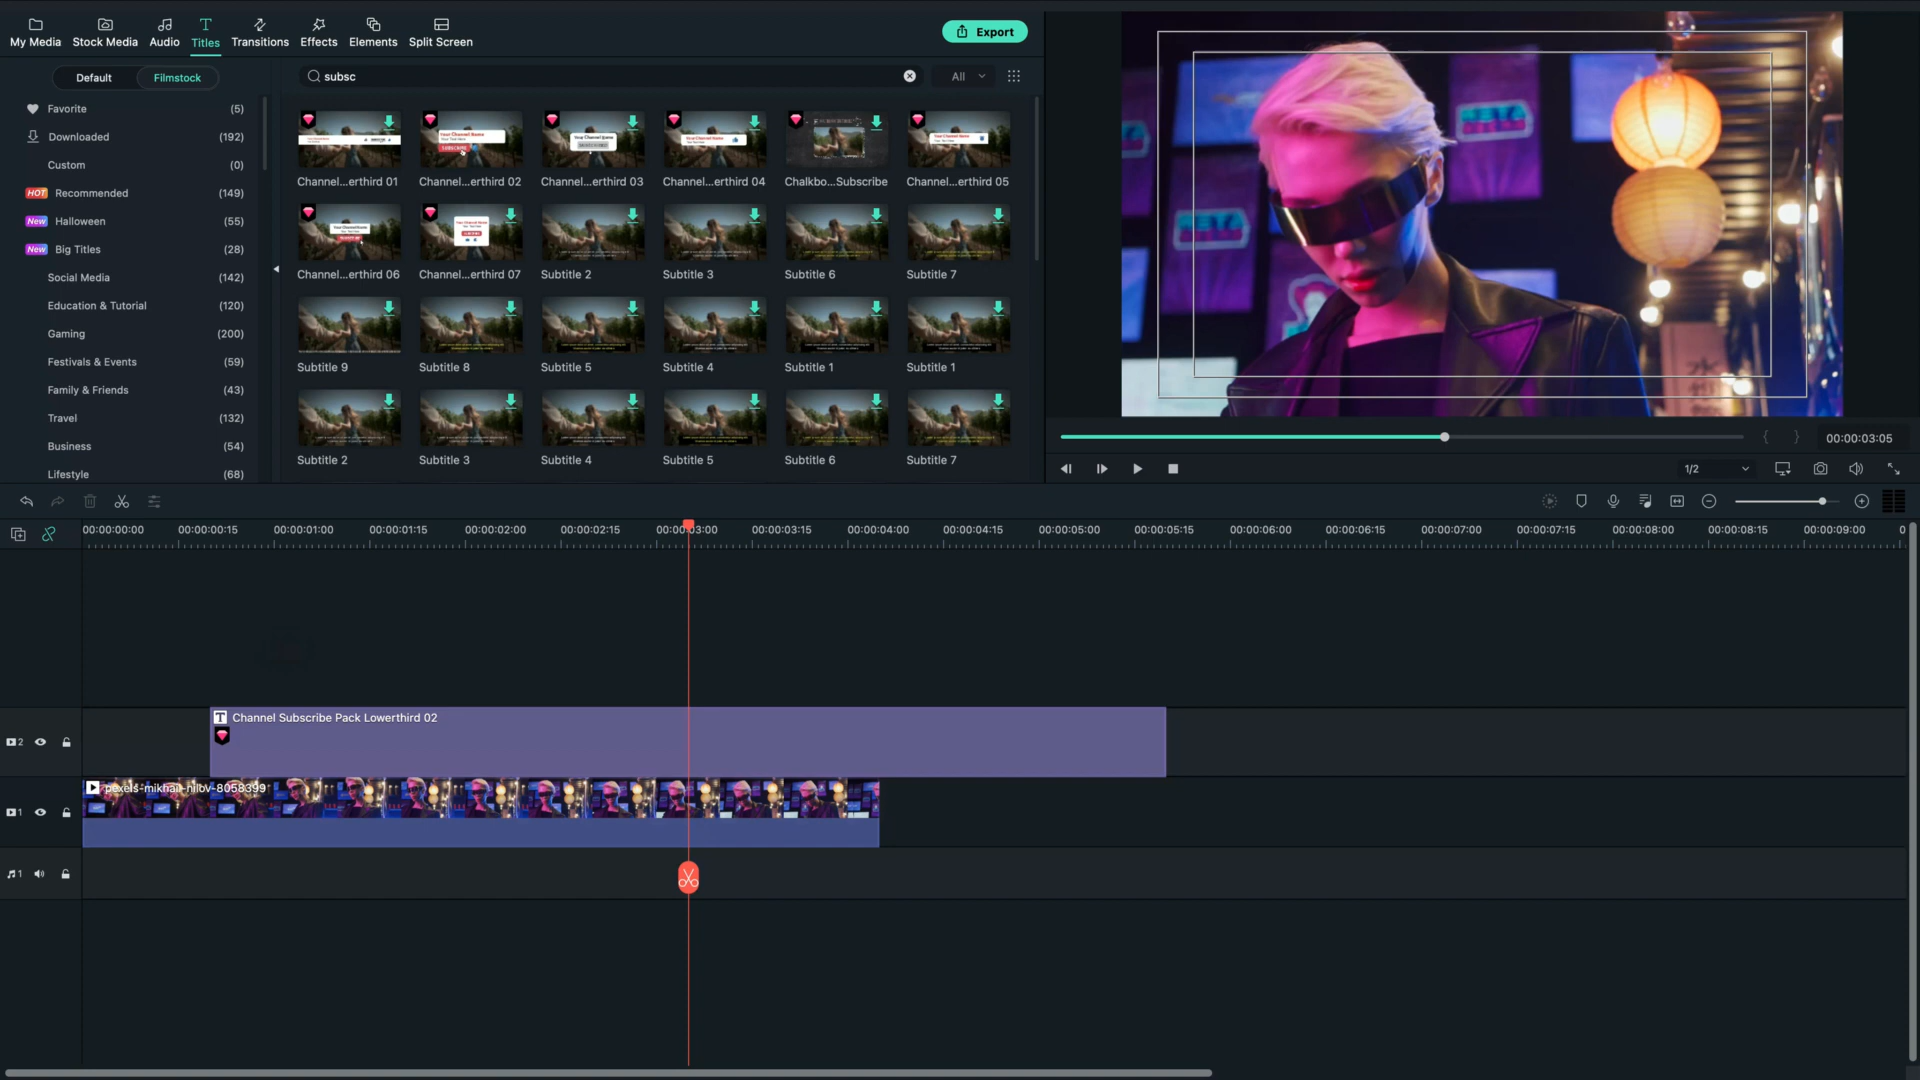 My Media Stock Media Audio Titles Transitions Effects Elements Split Screen
Export
Default Filmstock
subsc
All
Favorite (5)
Downloaded (192)
Custom (0)
HOT Recommended (149)
New Halloween (55)
New Big Titles (28)
Social Media (142)
Education & Tutorial (120)
Gaming (200)
Festivals & Events (59)
Family & Friends (43)
Travel (132)
Business (54)
Lifestyle (68)
Channel...erthird 01 Channel...erthird 02 Channel...erthird 03 Channel...erthird 04 Chalkbo...Subscribe Channel...erthird 05
Channel...erthird 06 Channel...erthird 07 Subtitle 2 Subtitle 3 Subtitle 6 Subtitle 7
Subtitle 9 Subtitle 8 Subtitle 5 Subtitle 4 Subtitle 1 Subtitle 1
Subtitle 2 Subtitle 3 Subtitle 4 Subtitle 5 Subtitle 6 Subtitle 7
00:00:03:05
1/2
00:00:00:00 00:00:00:15 00:00:01:00 00:00:01:15 00:00:02:00 00:00:02:15 00:00:03:00 00:00:03:15 00:00:04:00 00:00:04:15 00:00:05:00 00:00:05:15 00:00:06:00 00:00:06:15 00:00:07:00 00:00:07:15 00:00:08:00 00:00:08:15 00:00:09:00 0
2
T Channel Subscribe Pack Lowerthird 02
1
pexels-mikhail-nilov-8058399
1